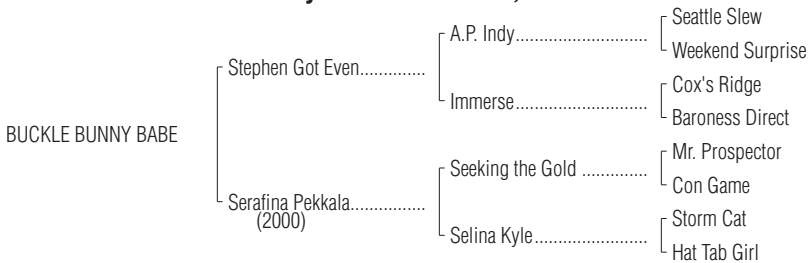 Seattle Slew
A.P. Indy..............................
Weekend Surprise
Stephen Got Even...............
Cox's Ridge
Immerse..............................
Baroness Direct
BUCKLE BUNNY BABE
Mr. Prospector
Seeking the Gold ...............
Con Game
Serafina Pekkala.................
(2000)
Storm Cat
Selina Kyle..........................
Hat Tab Girl